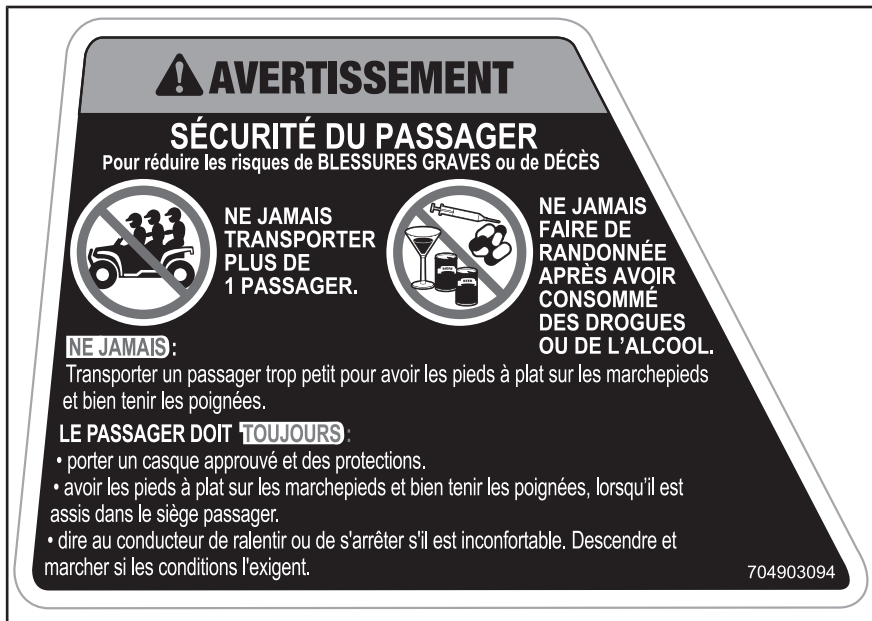 AVERTISSEMENT
SÉCURITÉ DU PASSAGER
Pour réduire les risques de BLESSURES GRAVES ou de DÉCÈS
NE JAMAIS
TRANSPORTER
PLUS DE
1 PASSAGER.
NE JAMAIS
FAIRE DE
RANDONNÉE
APRÈS AVOIR
CONSOMMÉ
DES DROGUES
OU DE L'ALCOOL.
NE JAMAIS :
Transporter un passager trop petit pour avoir les pieds à plat sur les marchepieds
et bien tenir les poignées.
LE PASSAGER DOIT TOUJOURS :
• porter un casque approuvé et des protections.
• avoir les pieds à plat sur les marchepieds et bien tenir les poignées, lorsqu'il est
assis dans le siège passager.
• dire au conducteur de ralentir ou de s'arrêter s'il est inconfortable. Descendre et
marcher si les conditions l'exigent.
704903094